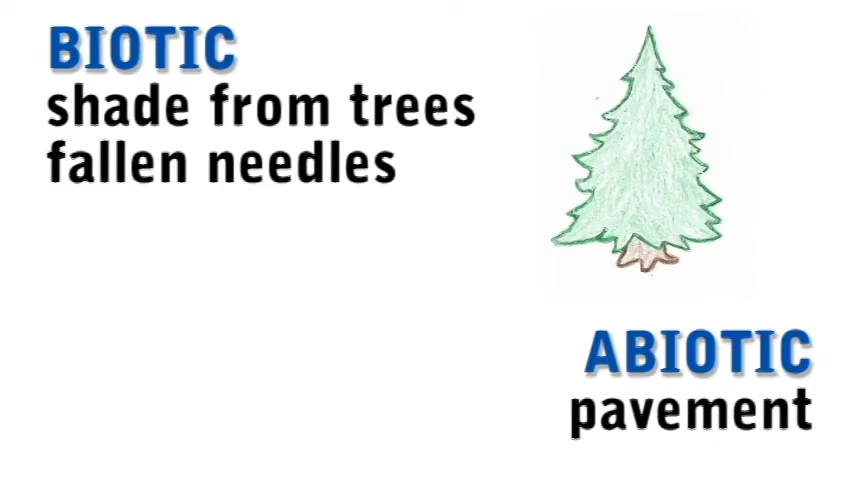 BIOTIC
shade from trees
fallen needles
ABIOTIC
pavement